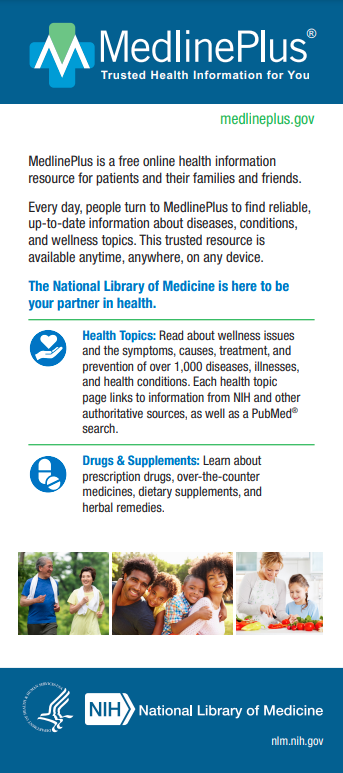 MedlinePlus®
Trusted Health Information for You
medlineplus.gov
MedlinePlus is a free online health information
resource for patients and their families and friends.
Every day, people turn to MedlinePlus to find reliable,
up-to-date information about diseases, conditions,
and wellness topics. This trusted resource is
available anytime, anywhere, on any device.
The National Library of Medicine is here to be
your partner in health.
Health Topics: Read about wellness issues
and the symptoms, causes, treatment, and
prevention of over 1,000 diseases, illnesses,
and health conditions. Each health topic
page links to information from NIH and other
authoritative sources, as well as a PubMed®
search.
Drugs & Supplements: Learn about
prescription drugs, over-the-counter
medicines, dietary supplements, and
herbal remedies.
NIH National Library of Medicine
nlm.nih.gov